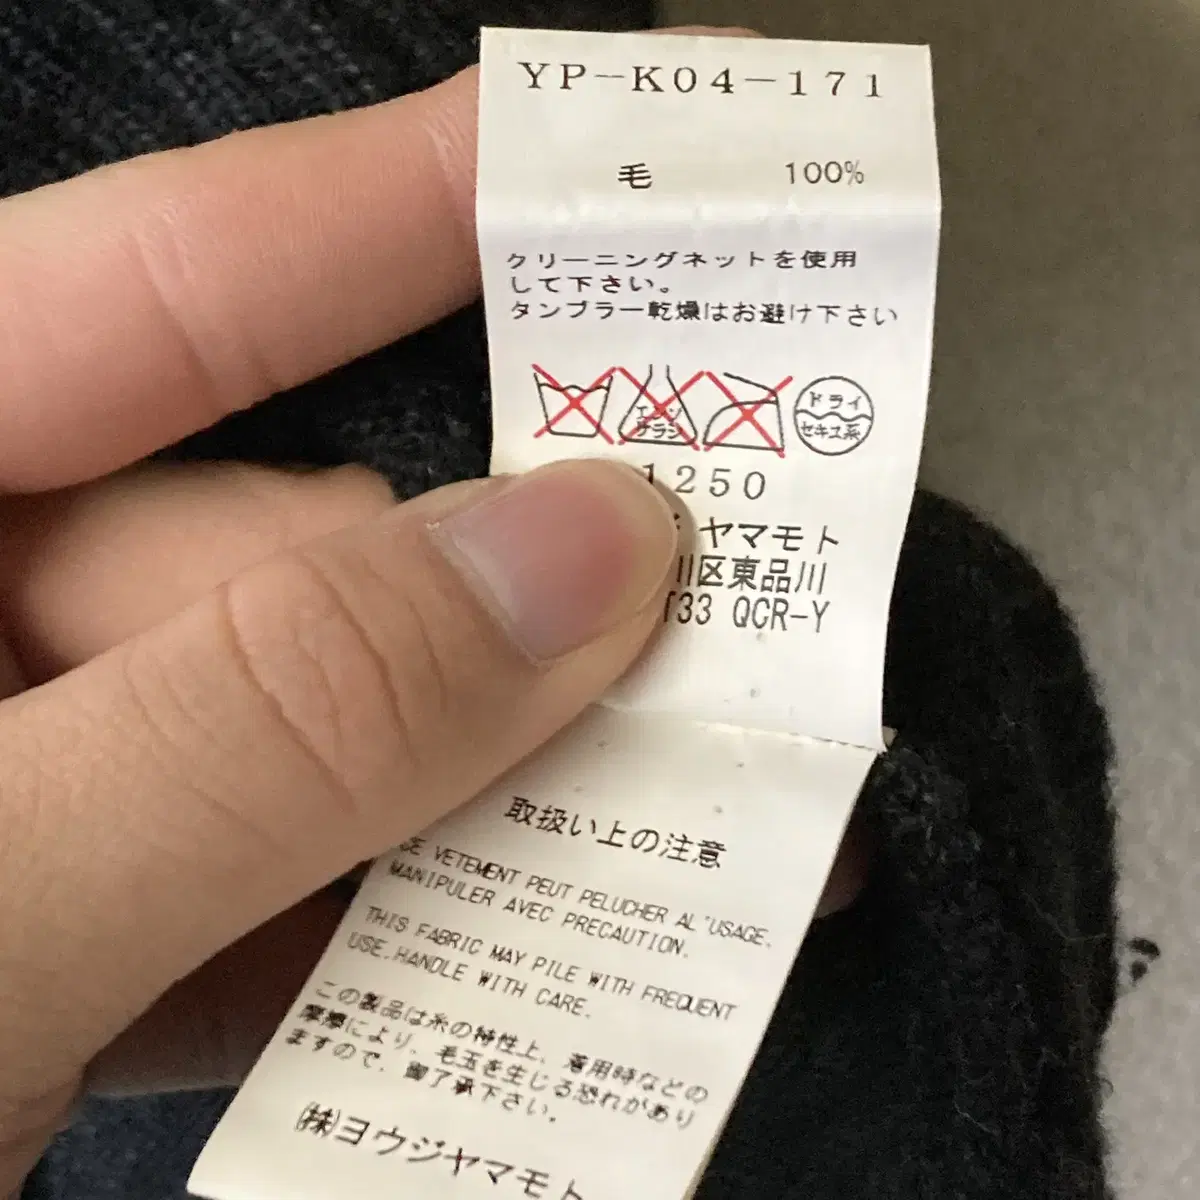 YP-K04-171
毛 100%
クリーニングネットを使用
して下さい。
タンブラー乾燥はお避け下さい
エンソ
サラシ
ドライ
セキユ系
1250
ヤマモト
川区東品川
T33 QCR-Y
取扱い上の注意
CE VETEMENT PEUT PELUCHER AL'USAGE.
MANIPULER AVEC PRECAUTION.
THIS FABRIC MAY PILE WITH FREQUENT
USE.HANDLE WITH CARE.
この製品は糸の特性上、着用時などの
摩擦により、毛玉を生じる恐れがあり
ますので、御了承下さい。
㈱ヨウジヤマモト